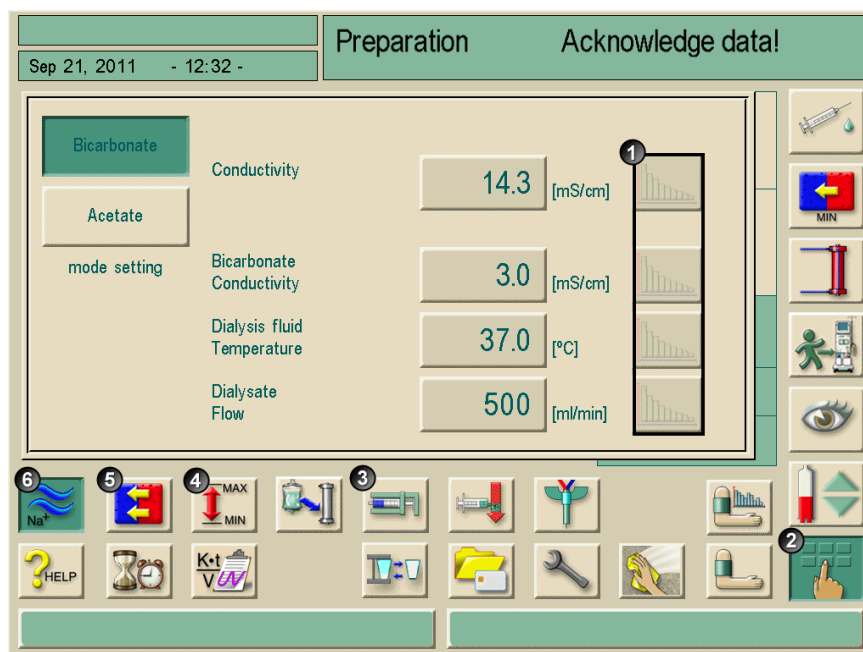 Preparation Acknowledge data!
Sep 21, 2011 - 12:32 -
Bicarbonate
Acetate
mode setting
Conductivity
14.3 [mS/cm]
1
Bicarbonate
Conductivity
3.0 [mS/cm]
Dialysis fluid
Temperature
37.0 [ºC]
Dialysate
Flow
500 [ml/min]
MIN
6
Na+
5
4
MAX
MIN
3
2
?HELP
K•t
V